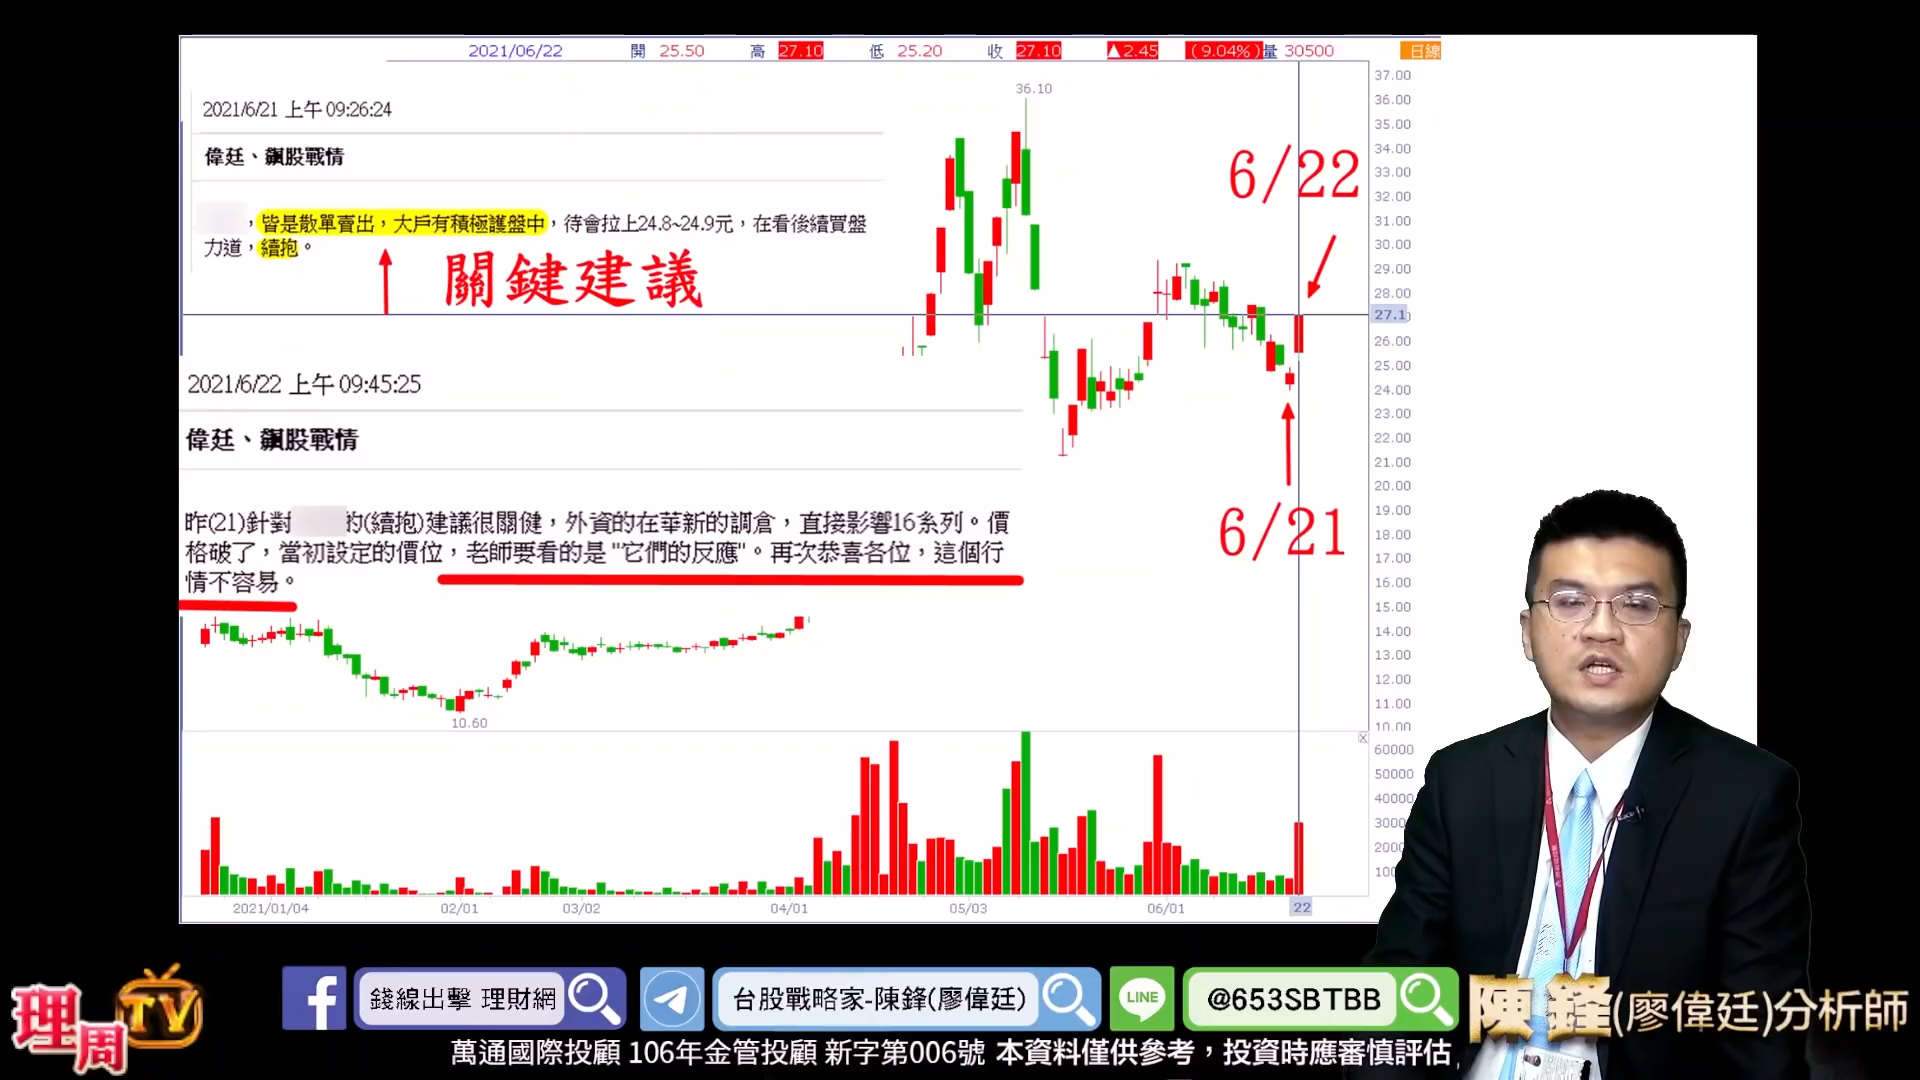 2021/06/22 開 25.50 高 27.10 低 25.20 收 27.10 ▲2.45 (9.04%) 量 30500 日線
2021/6/21 上午 09:26:24
偉廷、飆股戰情
,皆是散單賣出,大戶有積極護盤中,待會拉上24.8~24.9元,在看後續買盤
力道,續抱。
關鍵建議
2021/6/22 上午 09:45:25
偉廷、飆股戰情
昨(21)針對 的(續抱)建議很關健,外資的在華新的調倉,直接影響16系列。價
格破了,當初設定的價位,老師要看的是 "它們的反應"。再次恭喜各位,這個行
情不容易。
36.10
10.60
6/22
6/21
37.00
36.00
35.00
34.00
33.00
32.00
31.00
30.00
29.00
28.00
27.1
26.00
25.00
24.00
23.00
22.00
21.00
20.00
19.00
18.00
17.00
16.00
15.00
14.00
13.00
12.00
11.00
10.00
60000
50000
40000
3000
2000
100
2021/01/04 02/01 03/02 04/01 05/03 06/01 22
理周TV
錢線出擊 理財網
台股戰略家-陳鋒(廖偉廷)
LINE
@653SBTBB
陳鋒(廖偉廷)分析師
萬通國際投顧 106年金管投顧 新字第006號 本資料僅供參考,投資時應審慎評估